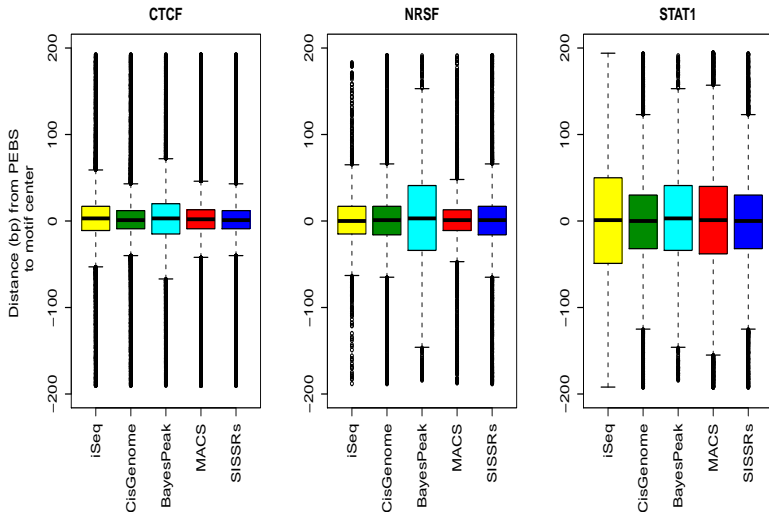 CTCF
NRSF
STAT1
Distance (bp) from PEBS
to motif center
200
100
0
−100
−200
iSeq
CisGenome
BayesPeak
MACS
SISSRs
200
100
0
−100
−200
iSeq
CisGenome
BayesPeak
MACS
SISSRs
200
100
0
−100
−200
iSeq
CisGenome
BayesPeak
MACS
SISSRs